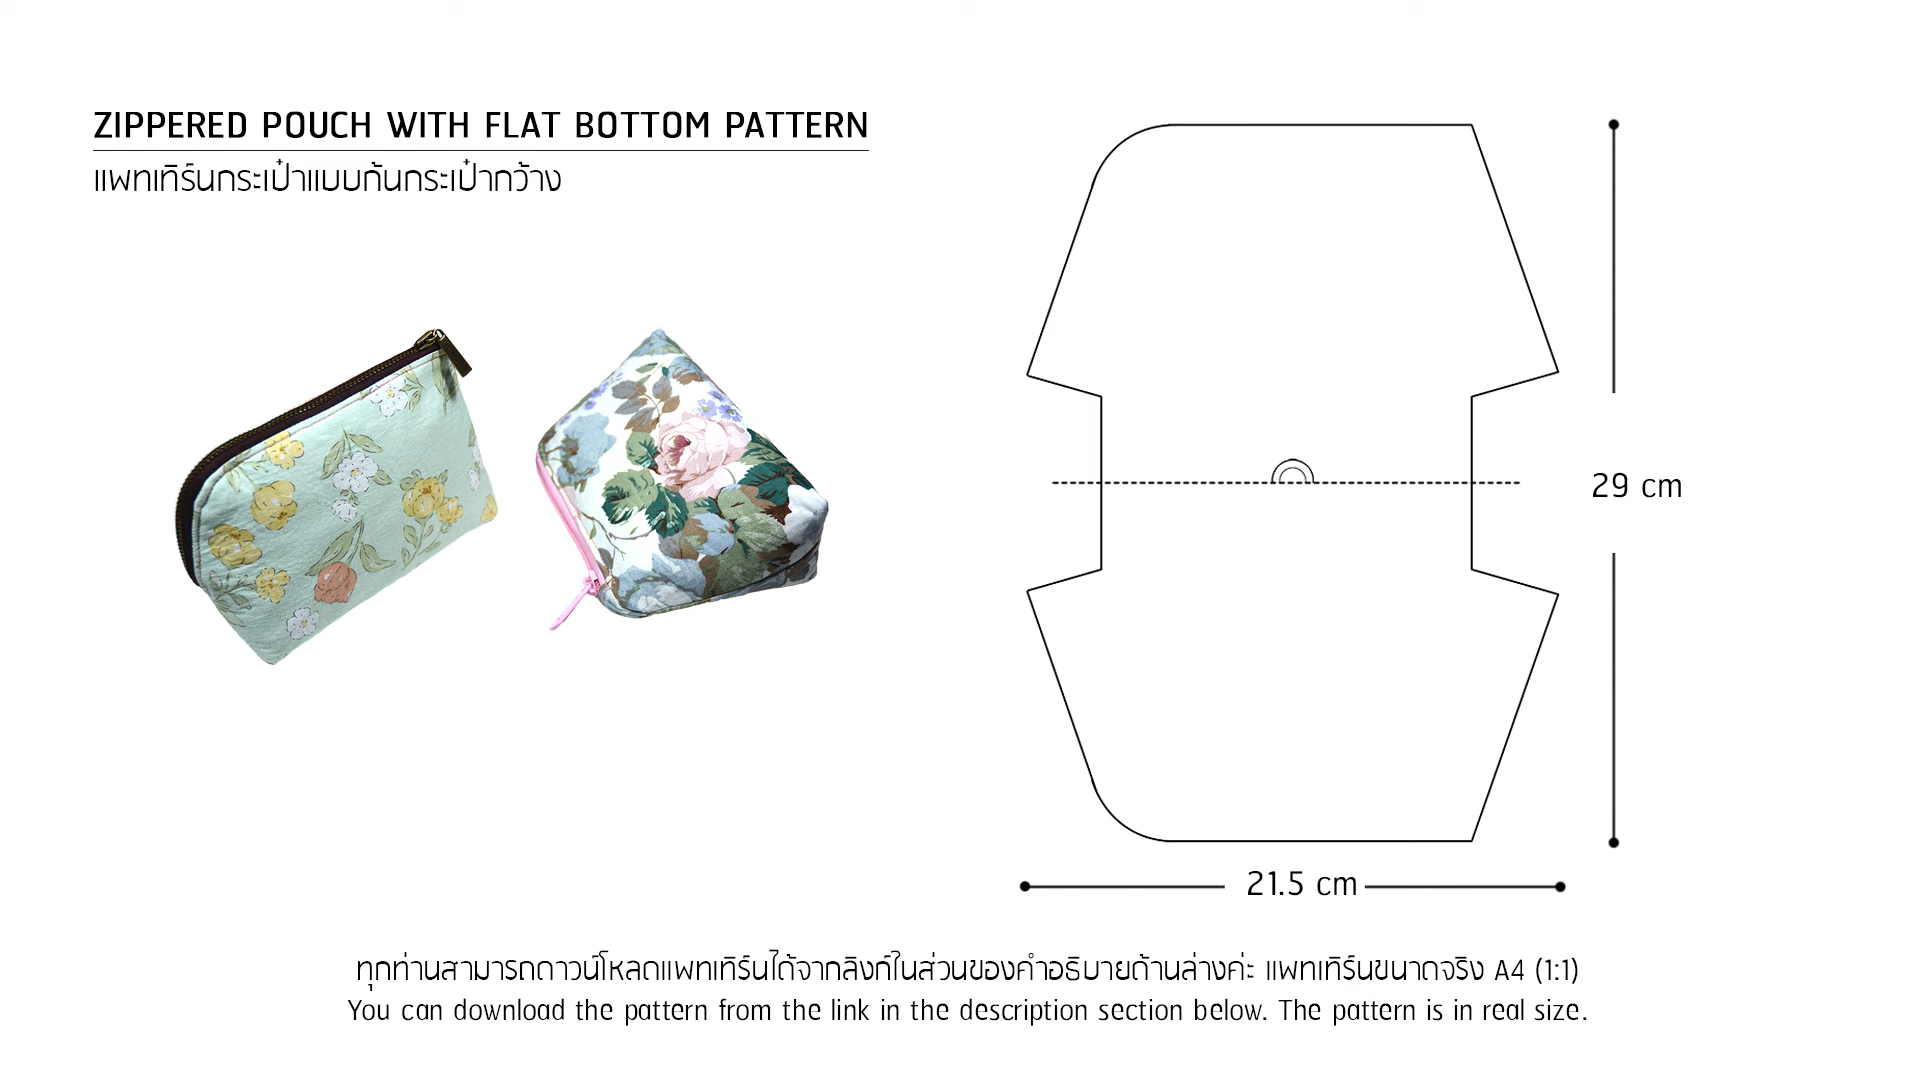 ZIPPERED POUCH WITH FLAT BOTTOM PATTERN
แพทเทิร์นกระเป๋าแบบก้นกระเป๋ากว้าง
29 cm
21.5 cm
ทุกท่านสามารถดาวน์โหลดแพทเทิร์นได้จากลิงก์ในส่วนของคำอธิบายด้านล่างค่ะ แพทเทิร์นขนาดจริง A4 (1:1)
You can download the pattern from the link in the description section below. The pattern is in real size.